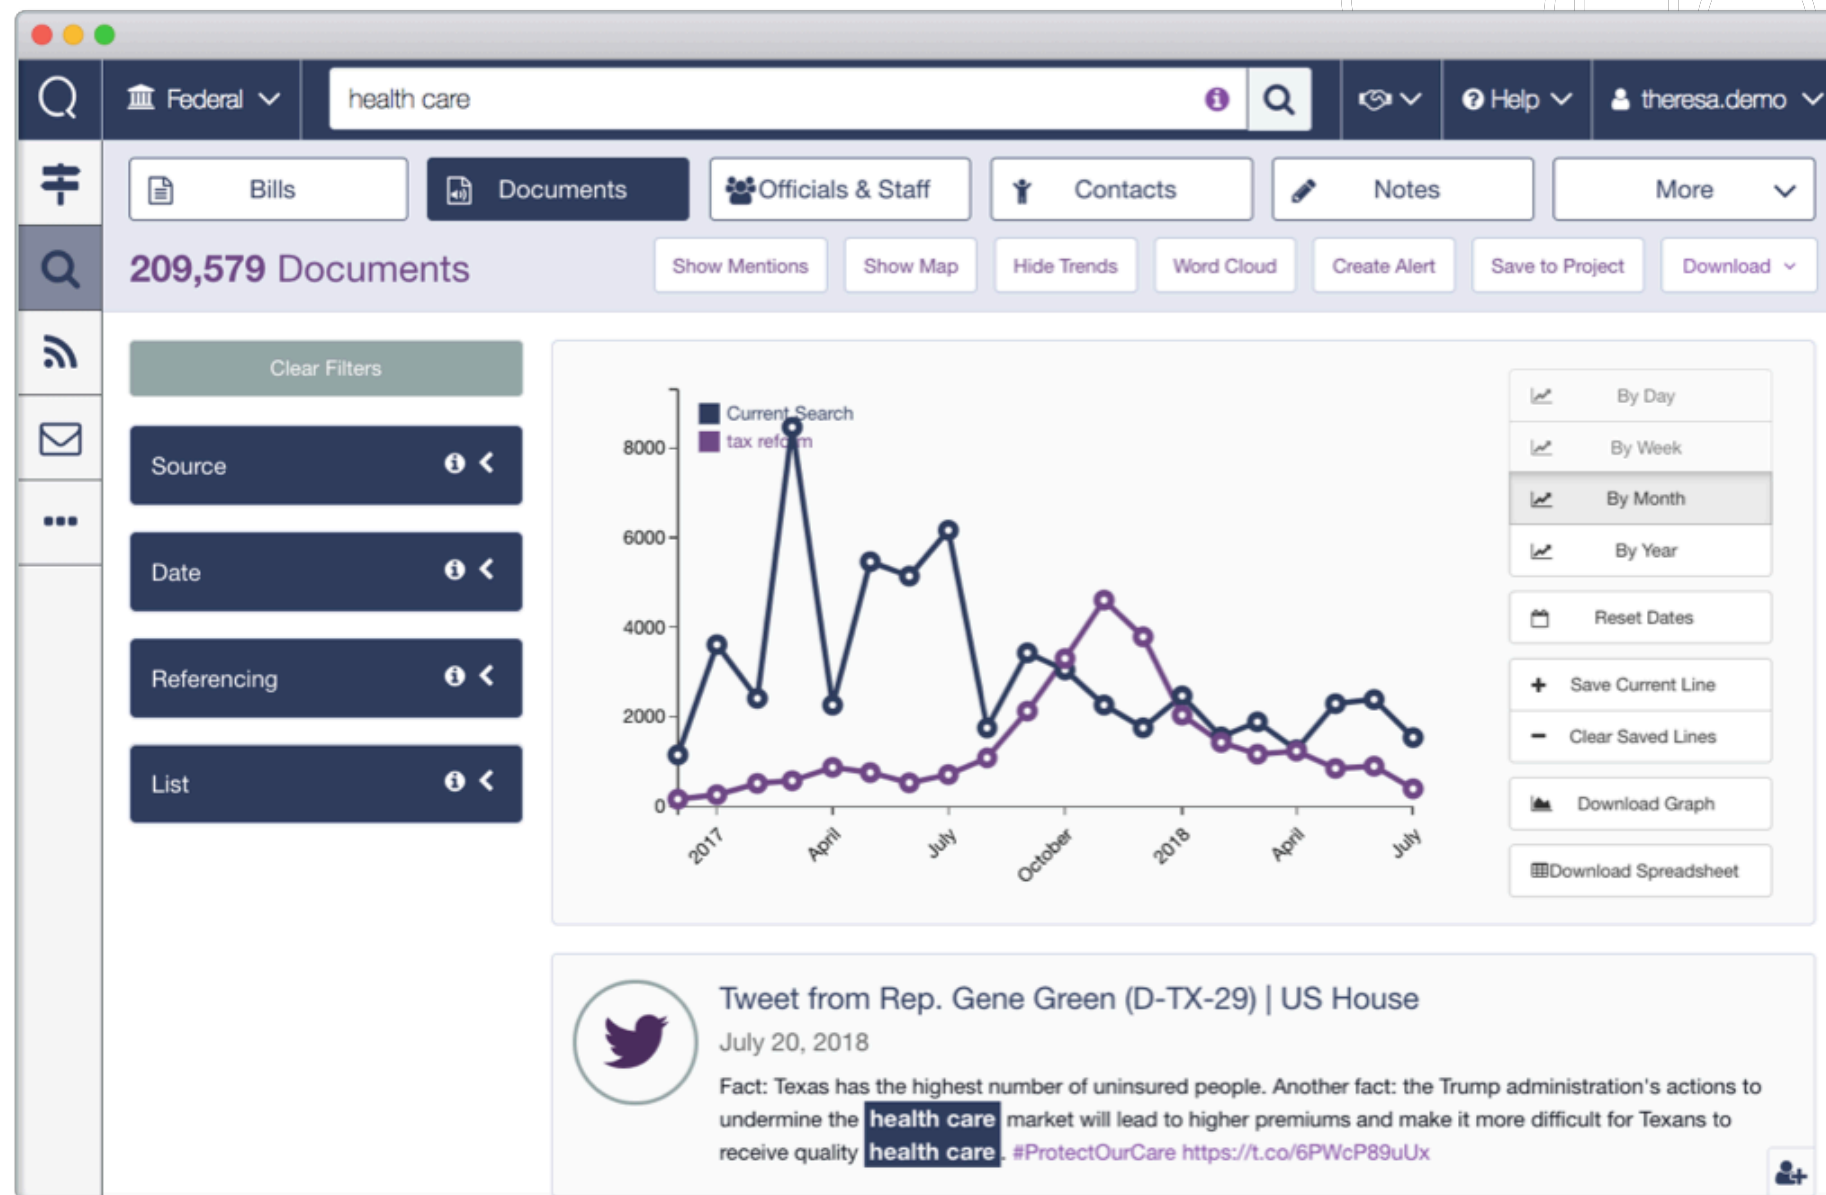 Federal
health care
Help
theresa.demo
Bills
Documents
Officials & Staff
Contacts
Notes
More
209,579 Documents
Show Mentions
Show Map
Hide Trends
Word Cloud
Create Alert
Save to Project
Download
Clear Filters
Source
Date
Referencing
List
Current Search
tax reform
8000
6000
4000
2000
0
2017
April
July
October
2018
April
July
By Day
By Week
By Month
By Year
Reset Dates
Save Current Line
Clear Saved Lines
Download Graph
Download Spreadsheet
Tweet from Rep. Gene Green (D-TX-29) | US House
July 20, 2018
Fact: Texas has the highest number of uninsured people. Another fact: the Trump administration's actions to
undermine the health care market will lead to higher premiums and make it more difficult for Texans to
receive quality health care. #ProtectOurCare https://t.co/6PWcP89uUx